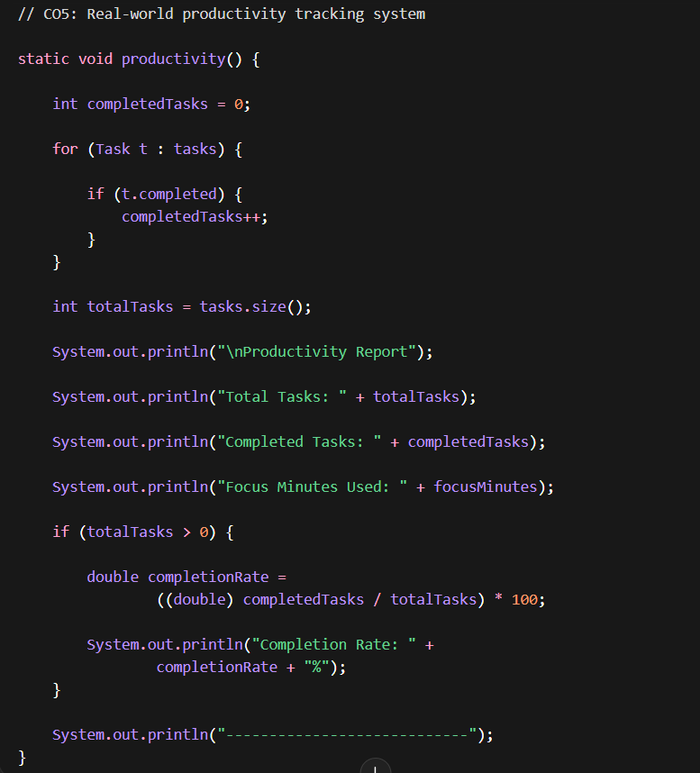 // CO5: Real-world productivity tracking system
static void productivity() {
int completedTasks = 0;
for (Task t : tasks) {
if (t.completed) {
completedTasks++;
}
}
int totalTasks = tasks.size();
System.out.println("\nProductivity Report");
System.out.println("Total Tasks: " + totalTasks);
System.out.println("Completed Tasks: " + completedTasks);
System.out.println("Focus Minutes Used: " + focusMinutes);
if (totalTasks > 0) {
double completionRate =
((double) completedTasks / totalTasks) * 100;
System.out.println("Completion Rate: " +
completionRate + "%");
}
System.out.println("----------------------------");
}